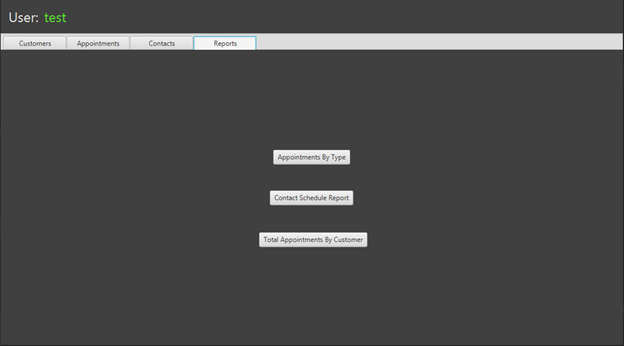 User: test
Customers Appointments Contacts Reports
Appointments By Type
Contact Schedule Report
Total Appointments By Customer